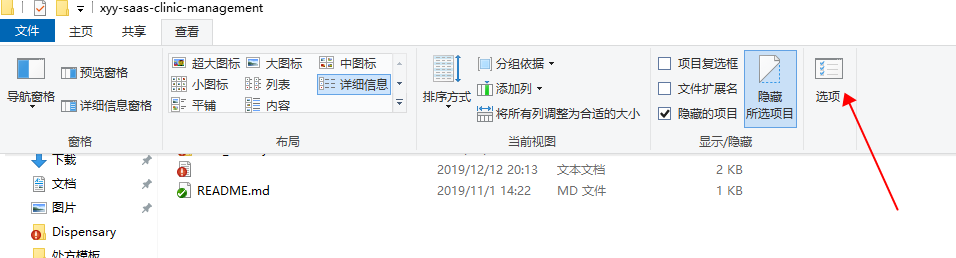 xyy-saas-clinic-management
文件 主页 共享 查看
导航窗格
预览窗格
详细信息窗格
窗格
超大图标 大图标 中图标
小图标 列表 详细信息
平铺 内容
布局
排序方式
分组依据
添加列
将所有列调整为合适的大小
当前视图
项目复选框
文件扩展名
隐藏的项目
隐藏
所选项目
显示/隐藏
选项
下载
文档
图片
Dispensary
处方模板
2019/12/12 20:13 文本文档 2 KB
README.md 2019/11/1 14:22 MD 文件 1 KB